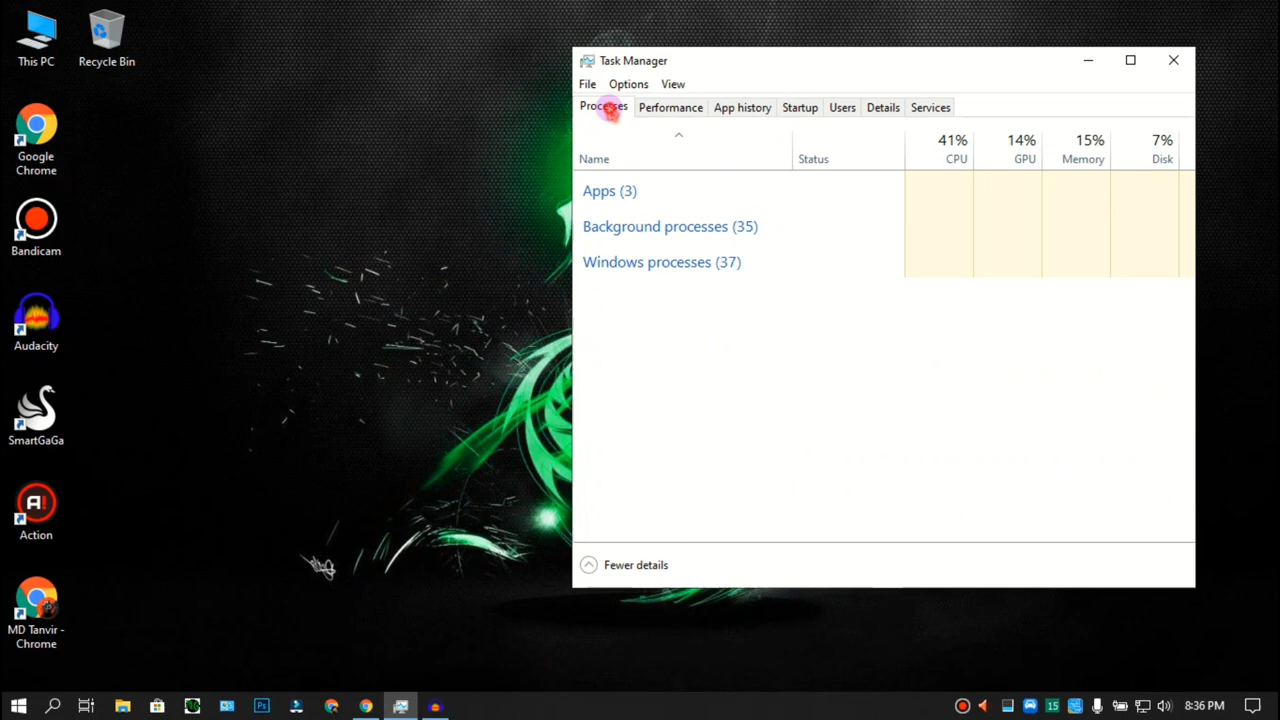 This PC
Recycle Bin
Google
Chrome
Bandicam
Audacity
SmartGaGa
Action
MD Tanvir -
Chrome
Task Manager
File Options View
Processes Performance App history Startup Users Details Services
41% 14% 15% 7%
Name Status CPU GPU Memory Disk
Apps (3)
Background processes (35)
Windows processes (37)
Fewer details
A!
Ps
15
8:36 PM